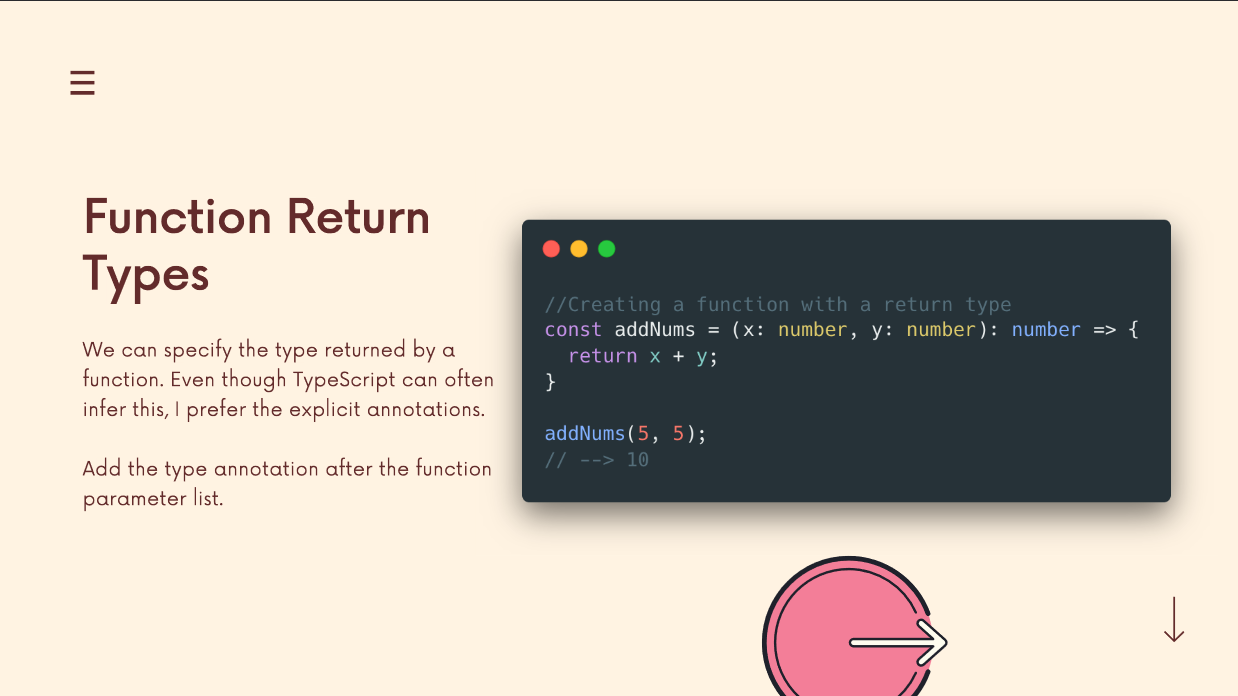 Function Return
Types
We can specify the type returned by a
function. Even though TypeScript can often
infer this, I prefer the explicit annotations.
Add the type annotation after the function
parameter list.
//Creating a function with a return type
const addNums = (x: number, y: number): number => {
  return x + y;
}
addNums(5, 5);
// --> 10